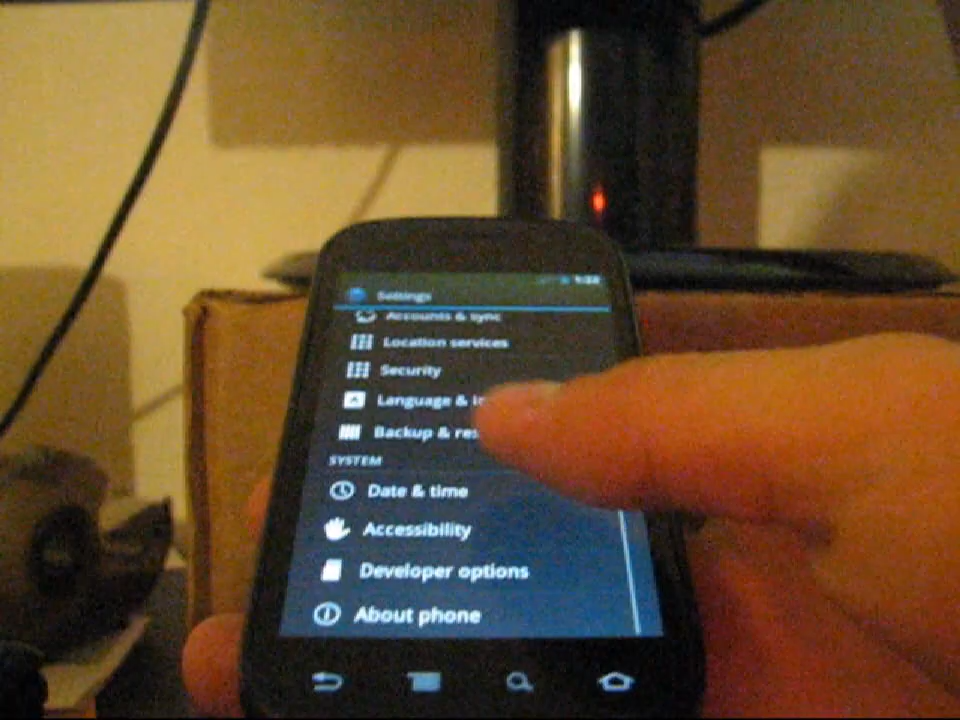 Settings
Accounts & sync
Location services
Security
Language &
Backup &
SYSTEM
Date & time
Accessibility
Developer options
About phone